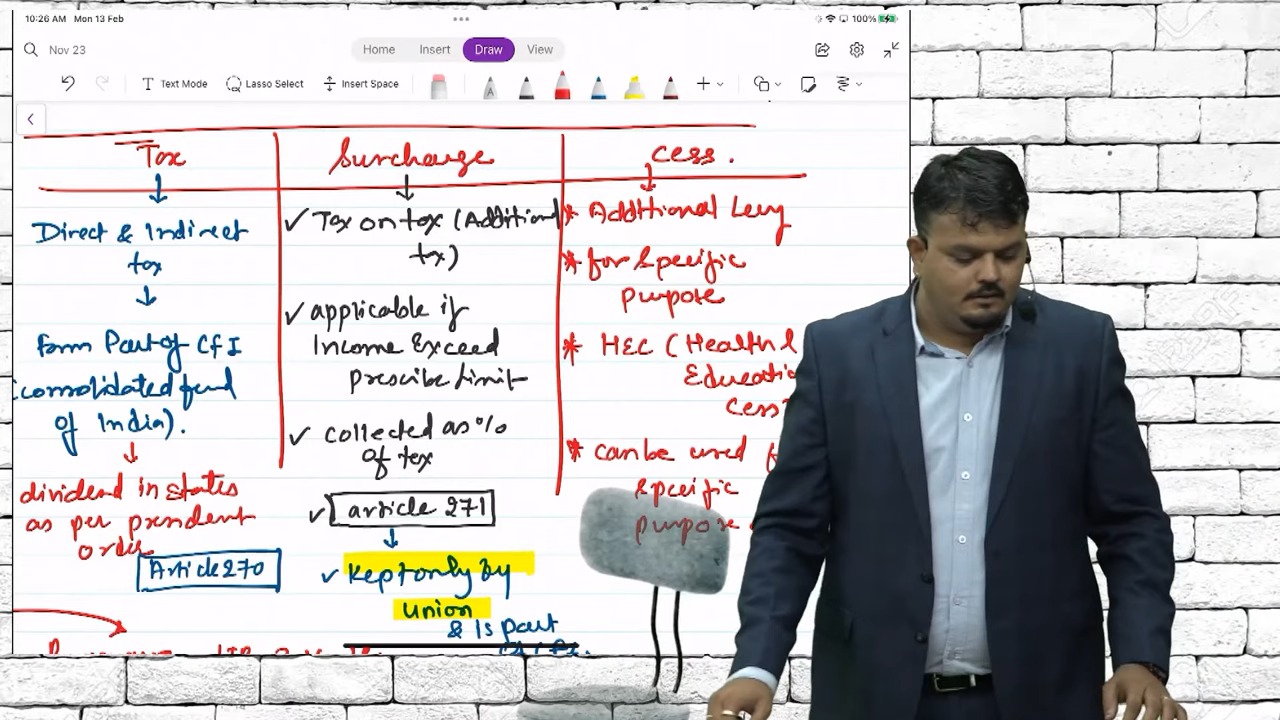 10:26 AM Mon 13 Feb
100%
Nov 23
Home Insert Draw View
Text Mode Lasso Select Insert Space
Tax
Direct & Indirect
tax
form Part of CFI
consolidated fund
of India).
dividend in states
as per president
order
Article 270
Surcharge
Tax on tax (Additional
tax)
applicable if
Income Exceed
prescribe limit
collected as %
of tax
article 271
Kept only by
union
& is part
cess.
* Additional Levy
* for specific
purpose
* HEC (Health &
Educatio
Cess
* can be used f
specific
purpose